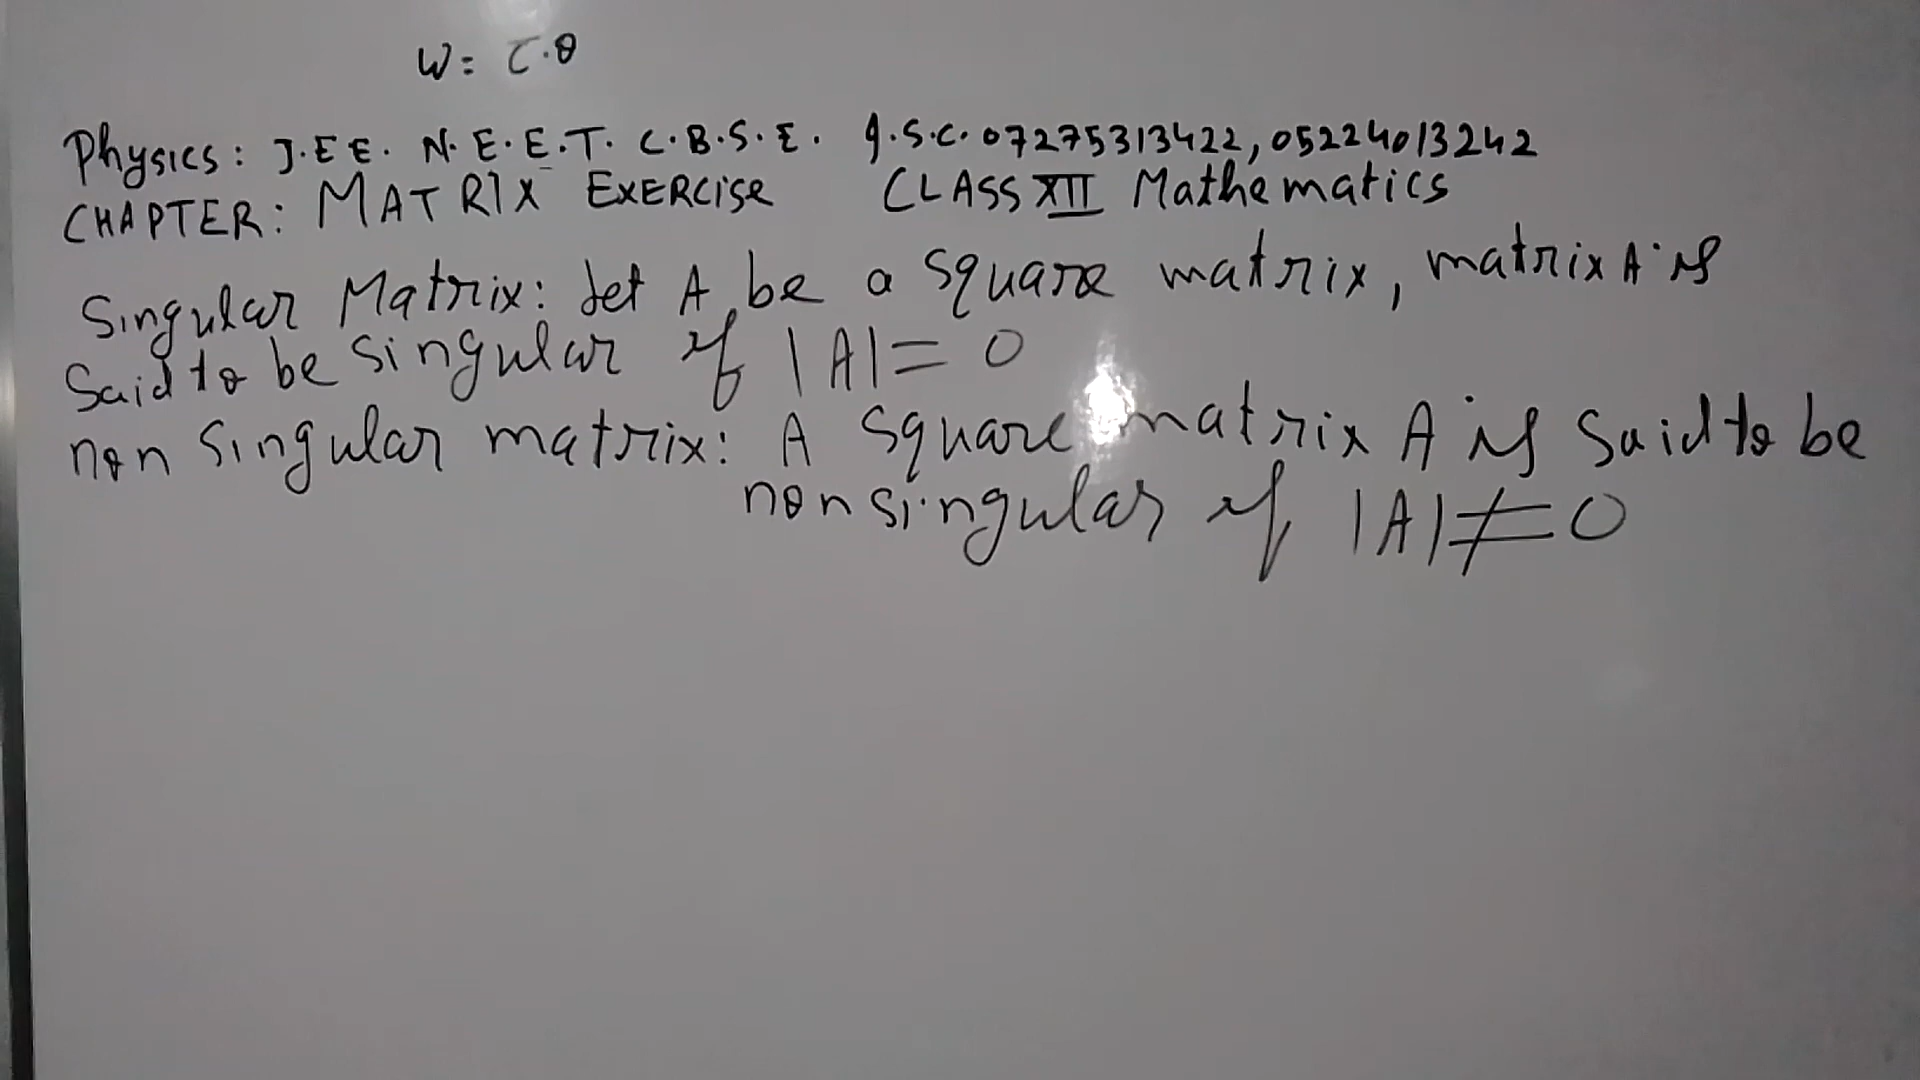 W = τ.θ
Physics: J.E E. N.E.E.T. C.B.S.E. I.S.C. 07275313422, 05224013242
CHAPTER: MATRIX EXERCISE CLASS XII Mathematics
Singular Matrix: Let A be a square matrix, matrix A is
Said to be singular if |A| = 0
non Singular matrix: A square matrix A is Said to be
non singular if |A| ≠ 0